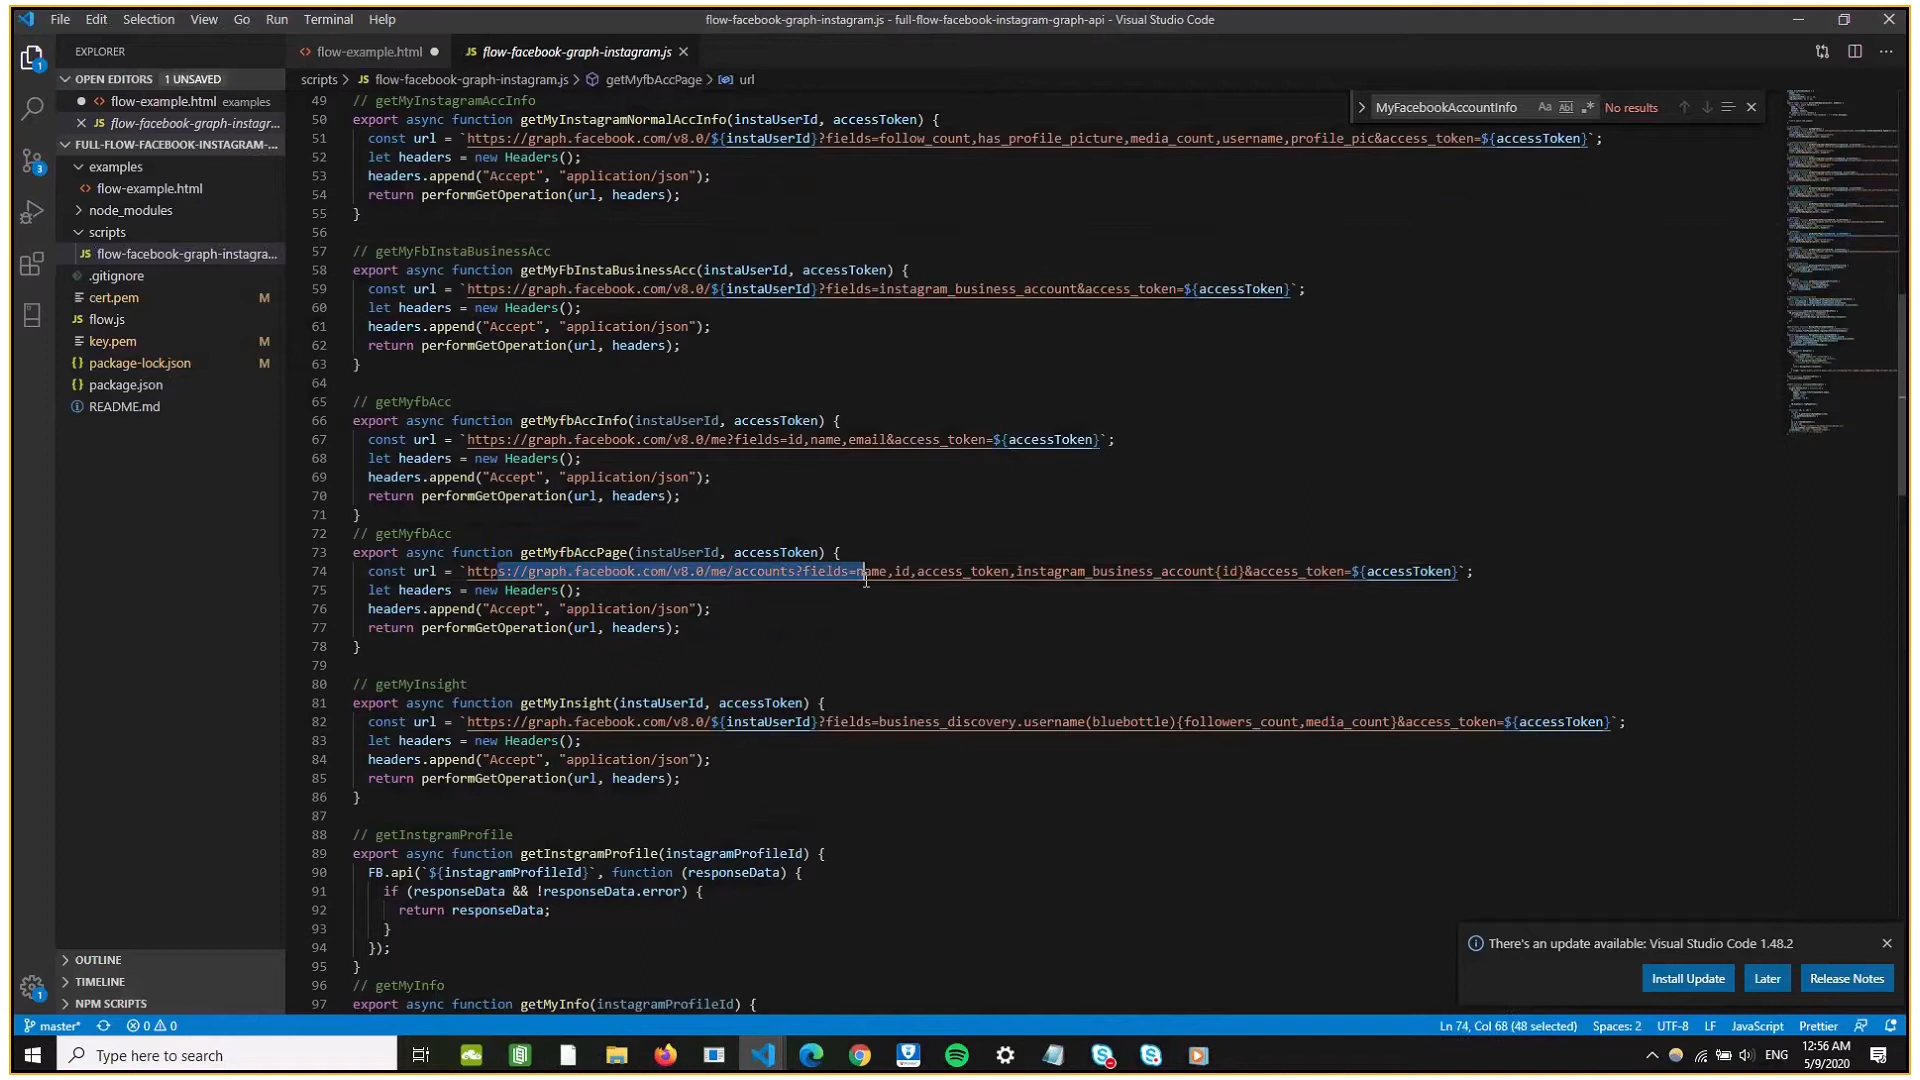 File Edit Selection View Go Run Terminal Help
flow-facebook-graph-instagram.js - full-flow-facebook-instagram-graph-api - Visual Studio Code
EXPLORER
flow-example.html
JS flow-facebook-graph-instagram.js
OPEN EDITORS 1 UNSAVED
flow-example.html examples
JS flow-facebook-graph-instagr...
FULL-FLOW-FACEBOOK-INSTAGRAM-...
examples
flow-example.html
node_modules
scripts
JS flow-facebook-graph-instagra...
.gitignore
cert.pem M
flow.js
key.pem M
package-lock.json M
package.json
README.md
OUTLINE
TIMELINE
NPM SCRIPTS
scripts > JS flow-facebook-graph-instagram.js > getMyfbAccPage > url
MyFacebookAccountInfo Aa Abl .* No results
49 // getMyInstagramAccInfo
50 export async function getMyInstagramNormalAccInfo(instaUserId, accessToken) {
51 const url = `https://graph.facebook.com/v8.0/${instaUserId}?fields=follow_count,has_profile_picture,media_count,username,profile_pic&access_token=${accessToken}`;
52 let headers = new Headers();
53 headers.append("Accept", "application/json");
54 return performGetOperation(url, headers);
55 }
56
57 // getMyFbInstaBusinessAcc
58 export async function getMyFbInstaBusinessAcc(instaUserId, accessToken) {
59 const url = `https://graph.facebook.com/v8.0/${instaUserId}?fields=instagram_business_account&access_token=${accessToken}`;
60 let headers = new Headers();
61 headers.append("Accept", "application/json");
62 return performGetOperation(url, headers);
63 }
64
65 // getMyfbAcc
66 export async function getMyfbAccInfo(instaUserId, accessToken) {
67 const url = `https://graph.facebook.com/v8.0/me?fields=id,name,email&access_token=${accessToken}`;
68 let headers = new Headers();
69 headers.append("Accept", "application/json");
70 return performGetOperation(url, headers);
71 }
72 // getMyfbAcc
73 export async function getMyfbAccPage(instaUserId, accessToken) {
74 const url = `https://graph.facebook.com/v8.0/me/accounts?fields=name,id,access_token,instagram_business_account{id}&access_token=${accessToken}`;
75 let headers = new Headers();
76 headers.append("Accept", "application/json");
77 return performGetOperation(url, headers);
78 }
79
80 // getMyInsight
81 export async function getMyInsight(instaUserId, accessToken) {
82 const url = `https://graph.facebook.com/v8.0/${instaUserId}?fields=business_discovery.username(bluebottle){followers_count,media_count}&access_token=${accessToken}`;
83 let headers = new Headers();
84 headers.append("Accept", "application/json");
85 return performGetOperation(url, headers);
86 }
87
88 // getInstgramProfile
89 export async function getInstgramProfile(instagramProfileId) {
90 FB.api(`${instagramProfileId}`, function (responseData) {
91 if (responseData && !responseData.error) {
92 return responseData;
93 }
94 });
95 }
96 // getMyInfo
97 export async function getMyInfo(instagramProfileId) {
There's an update available: Visual Studio Code 1.48.2
Install Update Later Release Notes
master* 0 0
Ln 74, Col 68 (48 selected) Spaces: 2 UTF-8 LF JavaScript Prettier
Type here to search
ENG
12:56 AM
5/9/2020